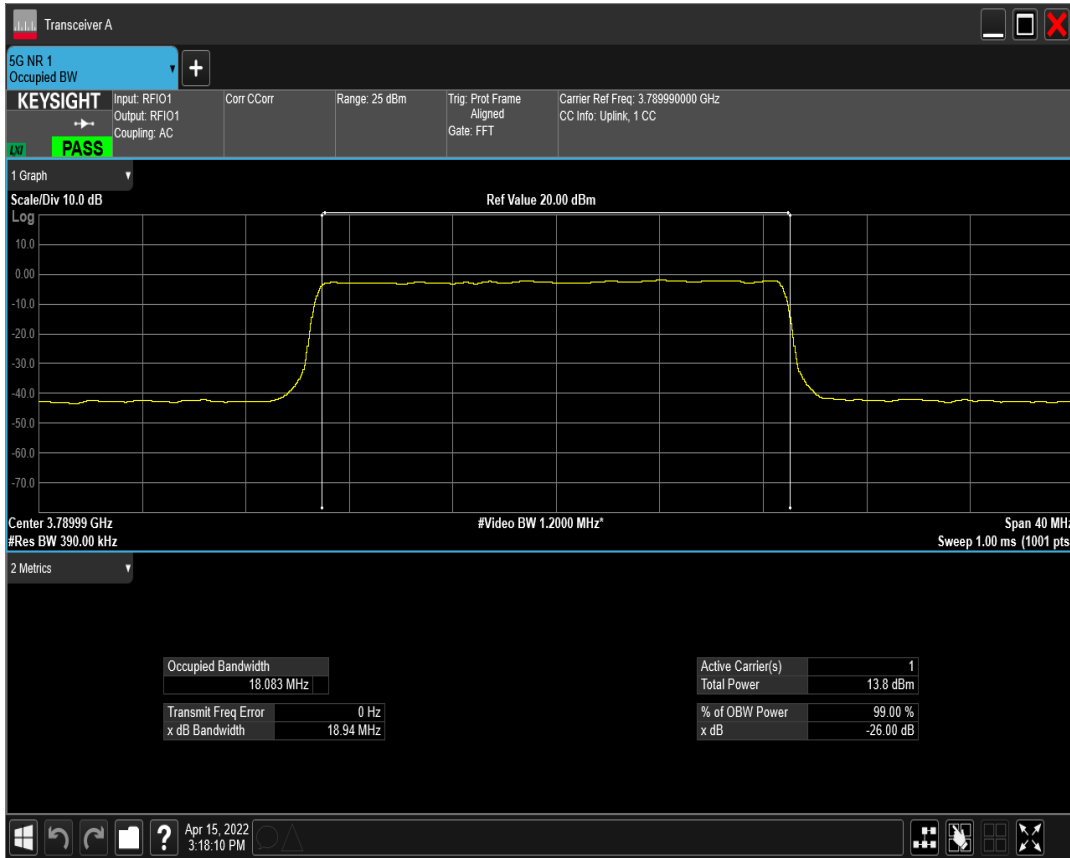 Transceiver A
5G NR 1
Occupied BW
+
KEYSIGHT
LXI
PASS
Input: RFIO1
Output: RFIO1
Coupling: AC
Corr CCorr
Range: 25 dBm
Trig: Prot Frame
Aligned
Gate: FFT
Carrier Ref Freq: 3.789990000 GHz
CC Info: Uplink, 1 CC
1 Graph
Scale/Div 10.0 dB
Ref Value 20.00 dBm
Log
10.0
0.00
-10.0
-20.0
-30.0
-40.0
-50.0
-60.0
-70.0
Center 3.78999 GHz
#Video BW 1.2000 MHz*
Span 40 MHz
#Res BW 390.00 kHz
Sweep 1.00 ms (1001 pts
2 Metrics
Occupied Bandwidth
18.083 MHz
Transmit Freq Error 0 Hz
x dB Bandwidth 18.94 MHz
Active Carrier(s) 1
Total Power 13.8 dBm
% of OBW Power 99.00 %
x dB -26.00 dB
?
Apr 15, 2022
3:18:10 PM